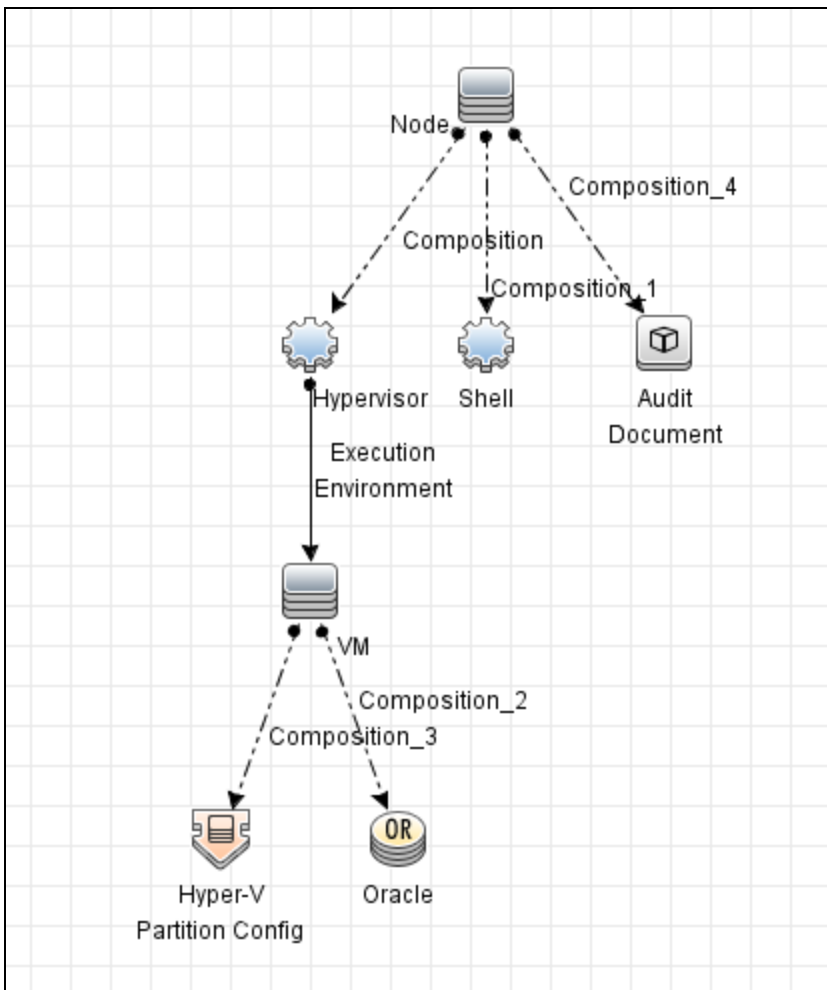 Node
Composition_4
Composition
Composition_1
Hypervisor
Shell
Audit
Document
Execution
Environment
VM
Composition_2
Composition_3
OR
Hyper-V
Partition Config
Oracle